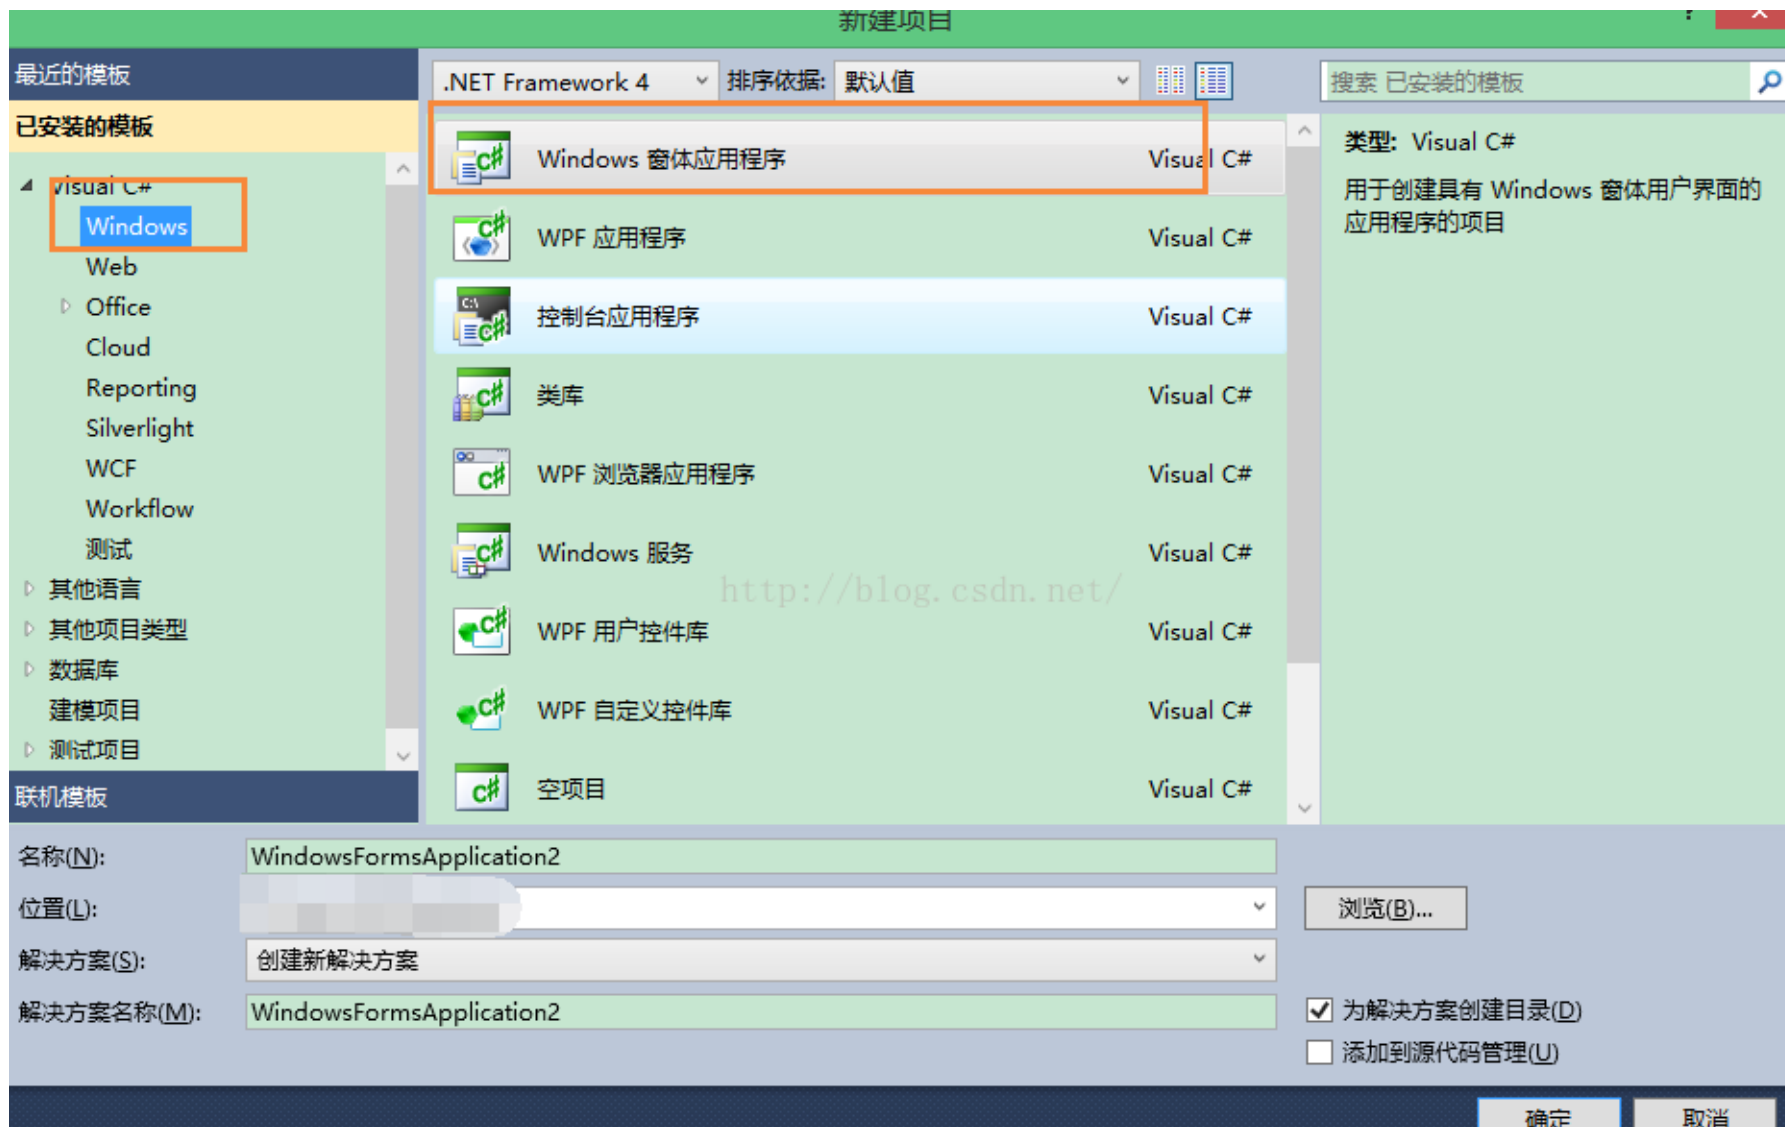 新建项目
?
最近的模板
已安装的模板
Visual C#
Windows
Web
Office
Cloud
Reporting
Silverlight
WCF
Workflow
测试
其他语言
其他项目类型
数据库
建模项目
测试项目
联机模板
.NET Framework 4 排序依据: 默认值
Windows 窗体应用程序 Visual C#
WPF 应用程序 Visual C#
控制台应用程序 Visual C#
类库 Visual C#
WPF 浏览器应用程序 Visual C#
Windows 服务 Visual C#
http://blog.csdn.net/
WPF 用户控件库 Visual C#
WPF 自定义控件库 Visual C#
空项目 Visual C#
搜索 已安装的模板
类型: Visual C#
用于创建具有 Windows 窗体用户界面的
应用程序的项目
名称(N): WindowsFormsApplication2
位置(L): 浏览(B)...
解决方案(S): 创建新解决方案
解决方案名称(M): WindowsFormsApplication2
为解决方案创建目录(D)
添加到源代码管理(U)
确定 取消